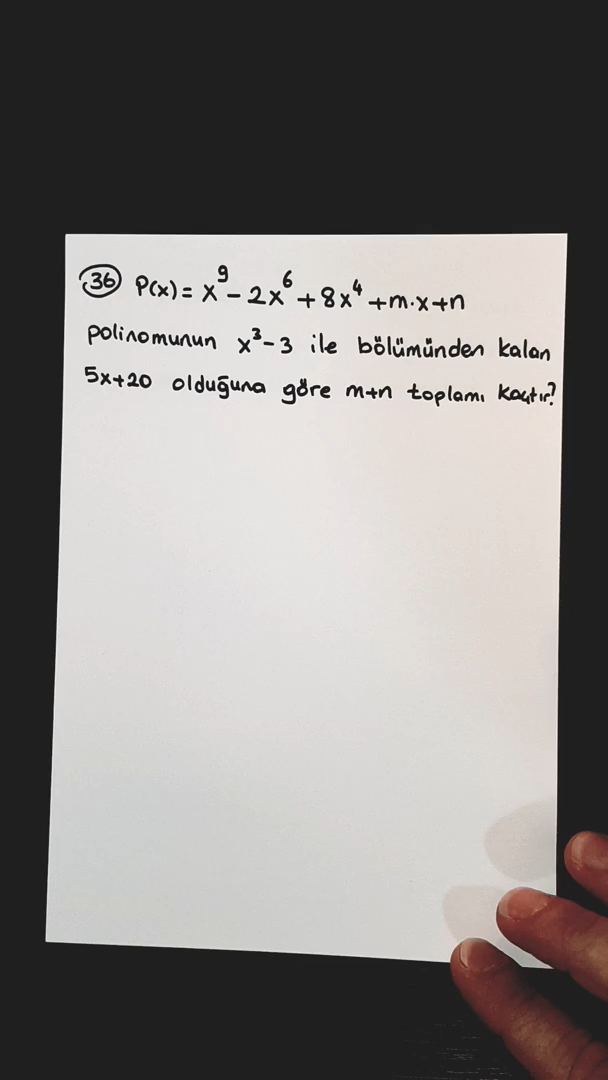 36 P(x) = x⁹ - 2x⁶ + 8x⁴ + m·x+n
polinomunun x³-3 ile bölümünden kalan
5x+20 olduğuna göre m+n toplamı kaçtır?